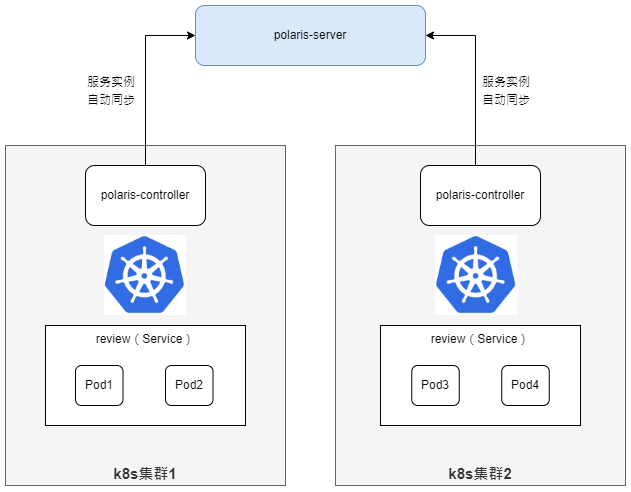 polaris-server
服务实例
自动同步
服务实例
自动同步
polaris-controller
polaris-controller
review（Service）
review（Service）
Pod1
Pod2
Pod3
Pod4
k8s集群1
k8s集群2